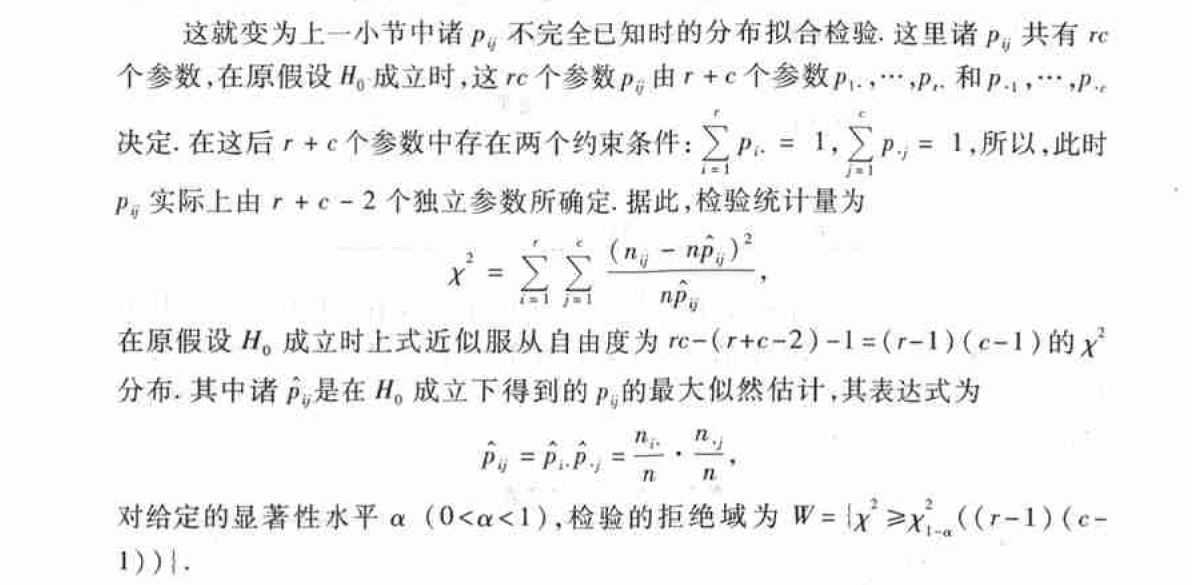 这就变为上一小节中诸 $p_{ij}$ 不完全已知时的分布拟合检验. 这里诸 $p_{ij}$ 共有 $rc$
个参数,在原假设 $H_0$ 成立时,这 $rc$ 个参数 $p_{ij}$ 由 $r+c$ 个参数 $p_{1\cdot},\cdots,p_{r\cdot}$ 和 $p_{\cdot 1},\cdots,p_{\cdot c}$
决定. 在这后 $r+c$ 个参数中存在两个约束条件: $\sum_{i=1}^{r} p_{i\cdot} = 1, \sum_{j=1}^{c} p_{\cdot j} = 1$,所以,此时
$p_{ij}$ 实际上由 $r+c-2$ 个独立参数所确定. 据此,检验统计量为
$\chi^2 = \sum_{i=1}^{r} \sum_{j=1}^{c} \frac{(n_{ij} - n\hat{p}_{ij})^2}{n\hat{p}_{ij}},$
在原假设 $H_0$ 成立时上式近似服从自由度为 $rc-(r+c-2)-1=(r-1)(c-1)$ 的 $\chi^2$
分布. 其中诸 $\hat{p}_{ij}$ 是在 $H_0$ 成立下得到的 $p_{ij}$ 的最大似然估计,其表达式为
$\hat{p}_{ij} = \hat{p}_{i\cdot}\hat{p}_{\cdot j} = \frac{n_{i\cdot}}{n} \cdot \frac{n_{\cdot j}}{n},$
对给定的显著性水平 $\alpha$ ($0<\alpha<1$),检验的拒绝域为 $W=\{\chi^2 \geqslant \chi^2_{1-\alpha}((r-1)(c-$
$1))\}$.